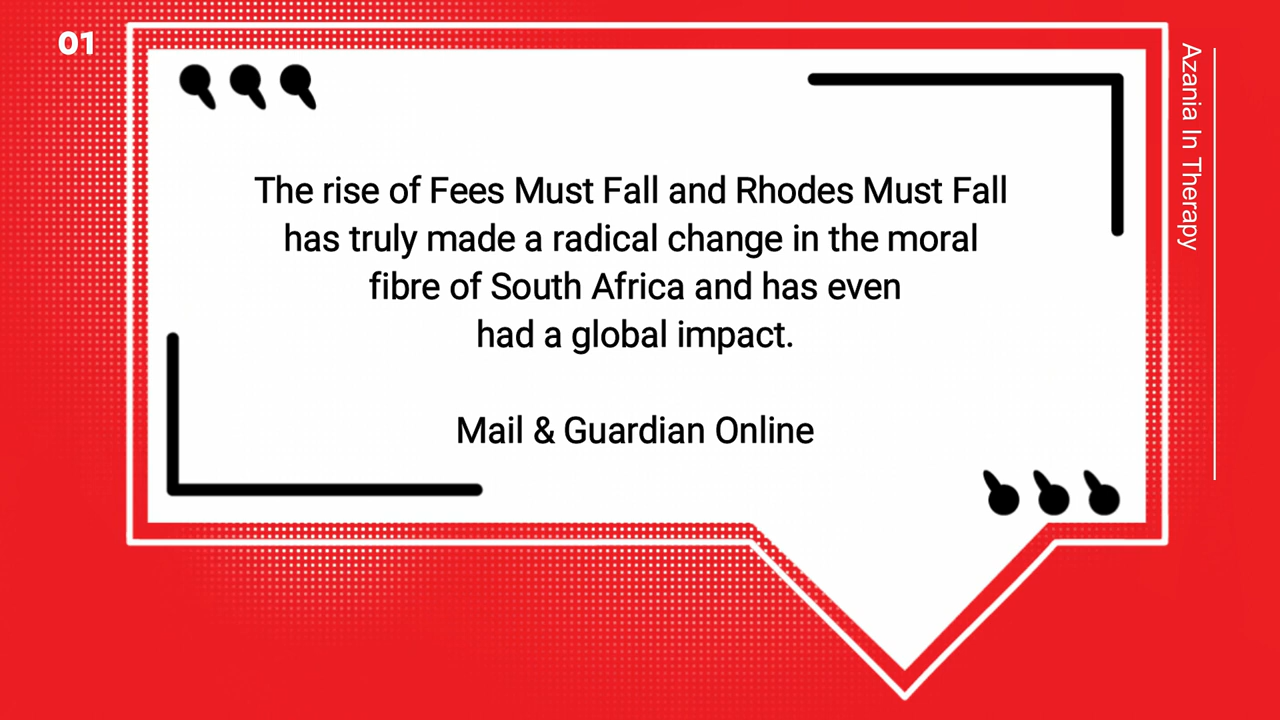 01
Azania In Therapy
The rise of Fees Must Fall and Rhodes Must Fall
has truly made a radical change in the moral
fibre of South Africa and has even
had a global impact.
Mail & Guardian Online